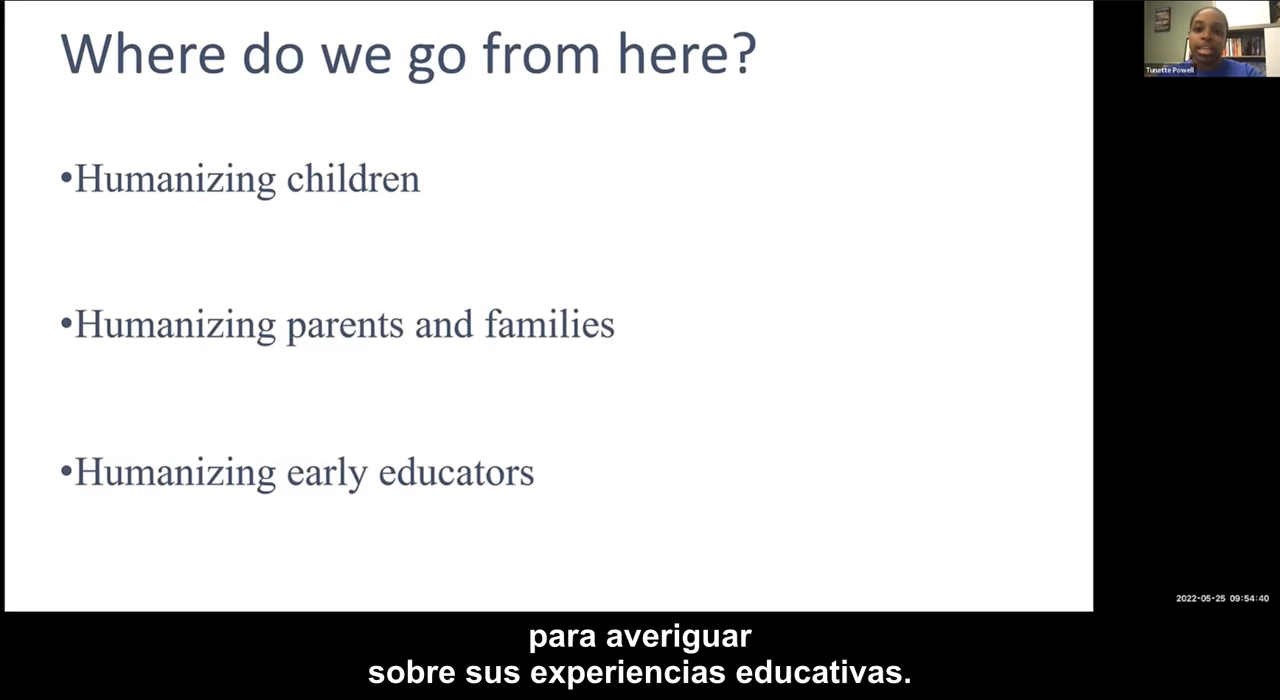 Where do we go from here?
•Humanizing children
•Humanizing parents and families
•Humanizing early educators
Tunette Powell
2022-05-25 09:54:40
para averiguar
sobre sus experiencias educativas.